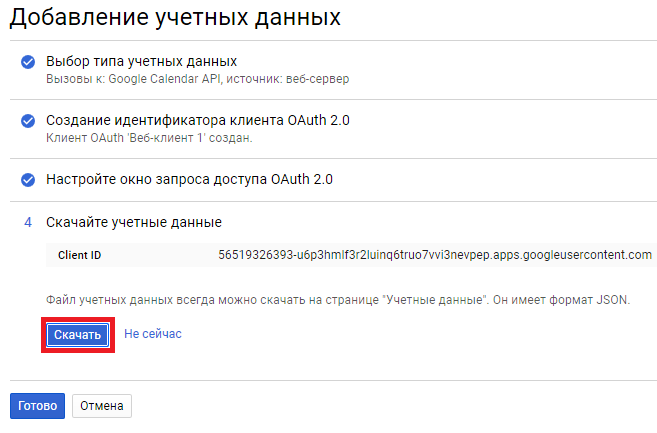 Добавление учетных данных
Выбор типа учетных данных
Вызовы к: Google Calendar API, источник: веб-сервер
Создание идентификатора клиента OAuth 2.0
Клиент OAuth 'Веб-клиент 1' создан.
Настройте окно запроса доступа OAuth 2.0
4 Скачайте учетные данные
Client ID 56519326393-u6p3hmlf3r2luinq6truo7vvi3nevpep.apps.googleusercontent.com
Файл учетных данных всегда можно скачать на странице "Учетные данные". Он имеет формат JSON.
Скачать Не сейчас
Готово Отмена